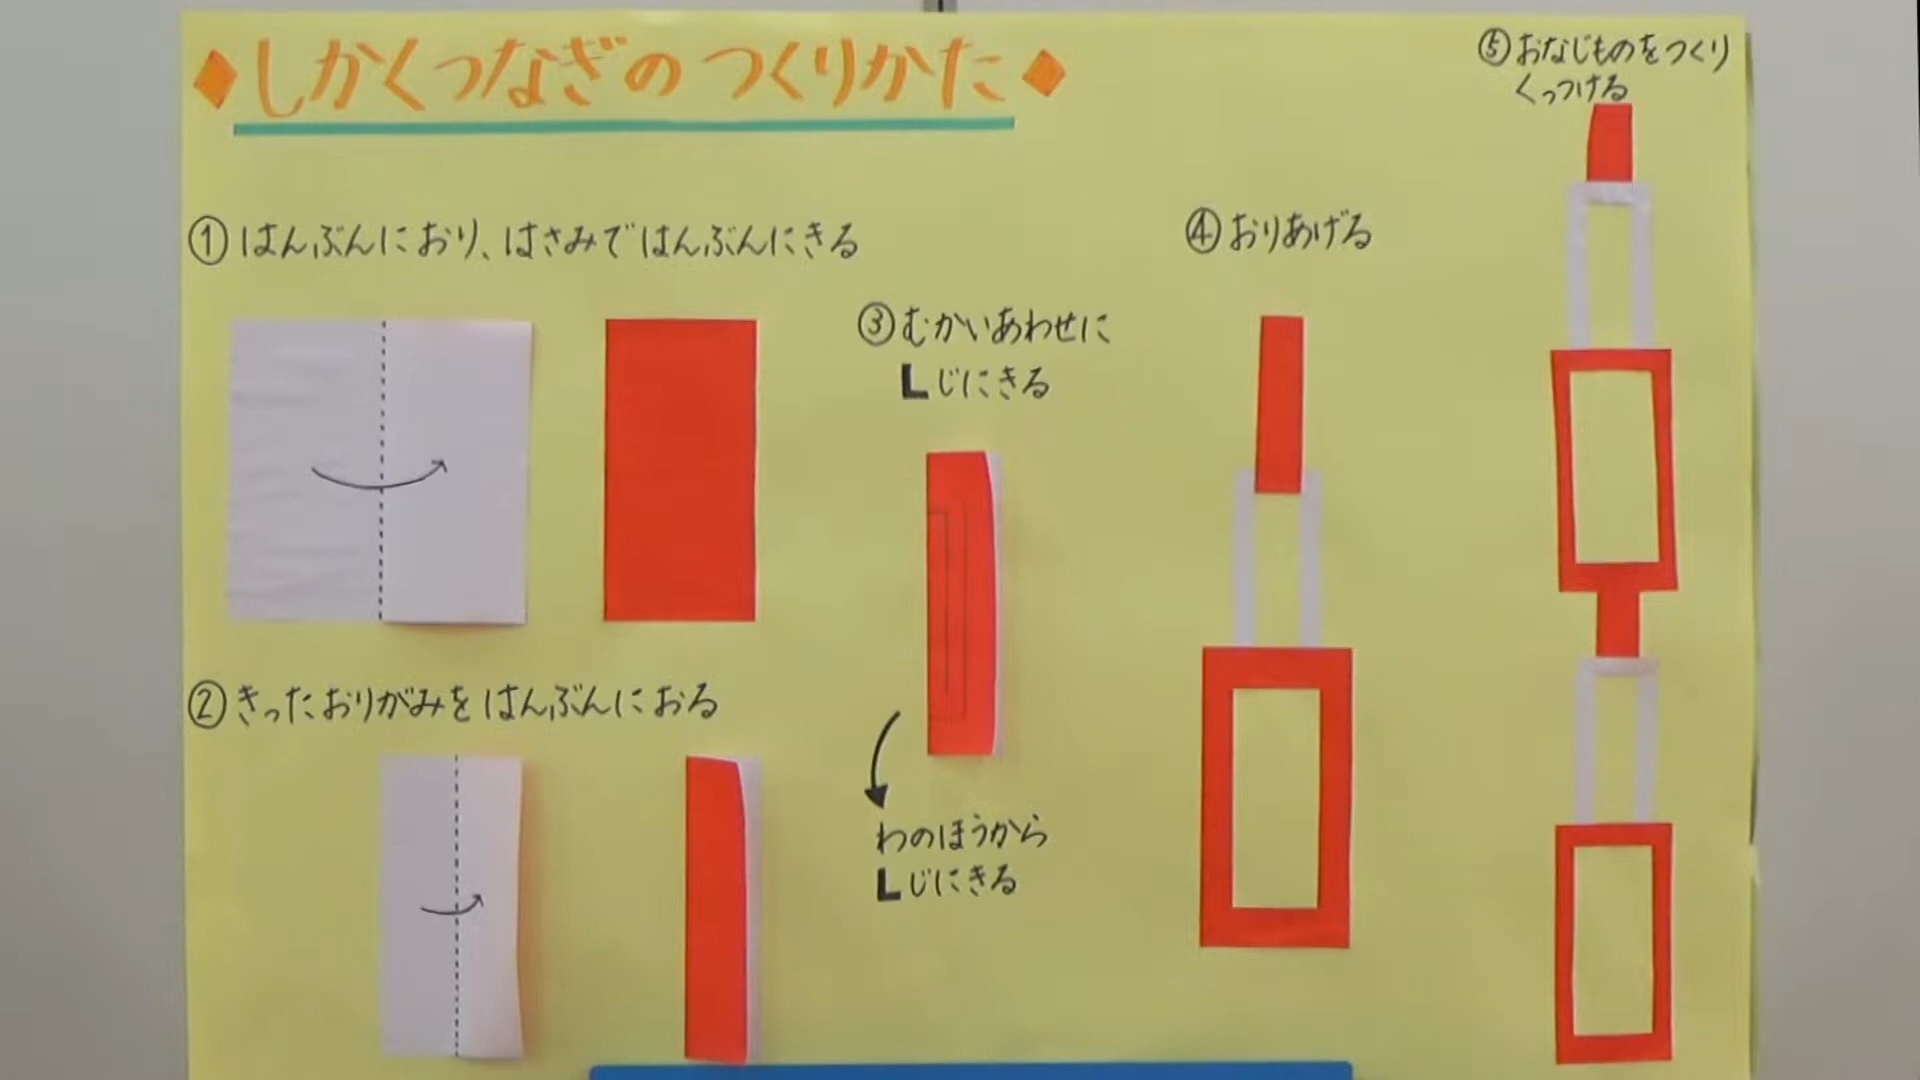 ◆しかくつなぎのつくりかた◆
①はんぶんにおり、はさみではんぶんにきる
②きったおりがみをはんぶんにおる
③むかいあわせに
Lじにきる
わのほうから
Lじにきる
④おりあげる
⑤おなじものをつくり
くっつける